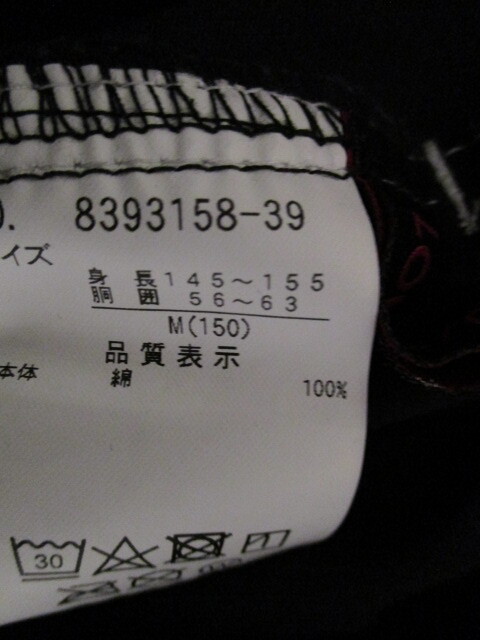 . 8393158-39
イズ
身 長 145～155
胴 囲 56～63
M(150)
品質表示
本体 綿 100%
30